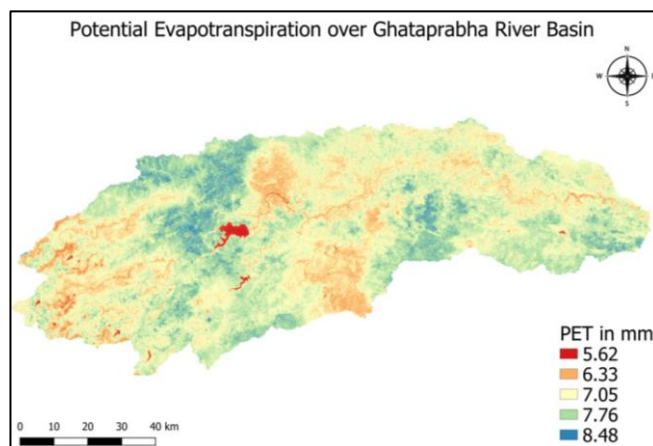 Potential Evapotranspiration over Ghataprabha River Basin
N
W
S
PET in mm
5.62
6.33
7.05
7.76
8.48
0 10 20 30 40 km